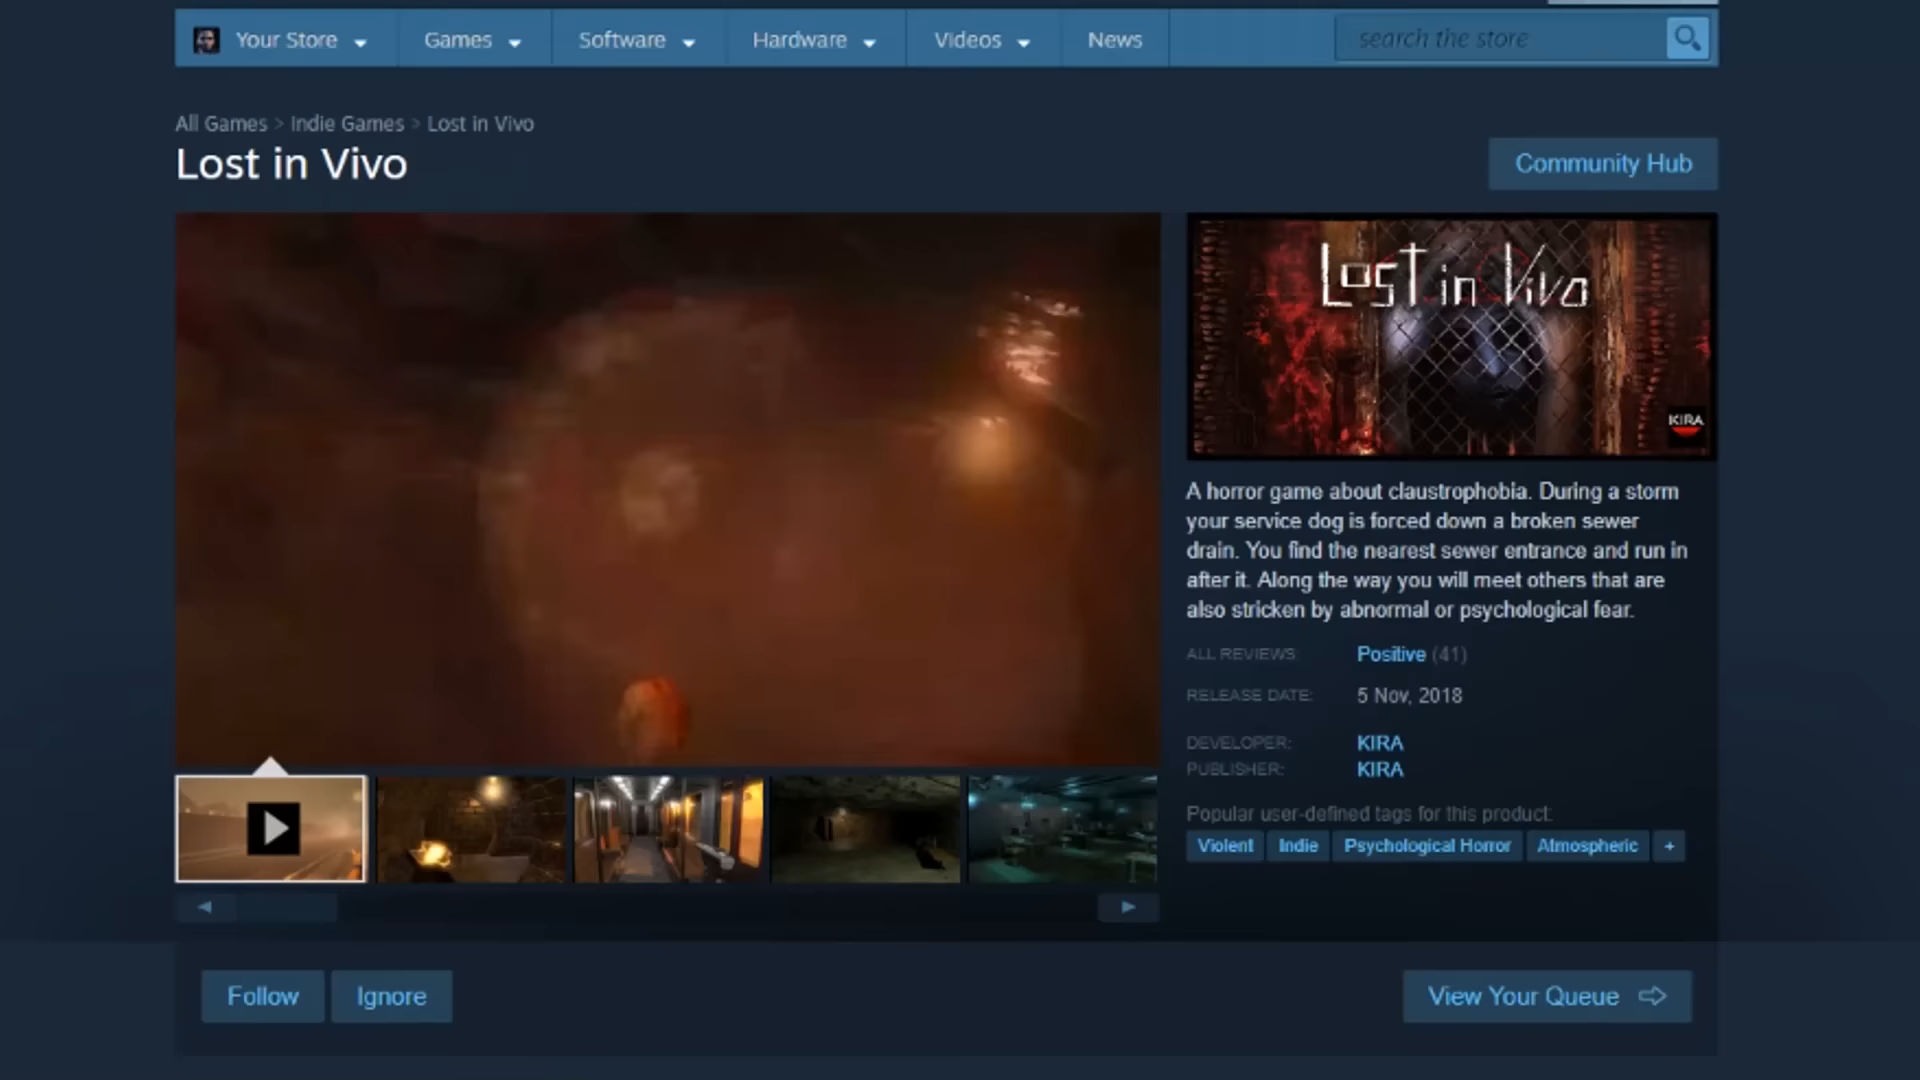 Your Store
Games
Software
Hardware
Videos
News
search the store
All Games > Indie Games > Lost in Vivo
Lost in Vivo
Community Hub
Lost in Vivo
KIRA
A horror game about claustrophobia. During a storm
your service dog is forced down a broken sewer
drain. You find the nearest sewer entrance and run in
after it. Along the way you will meet others that are
also stricken by abnormal or psychological fear.
ALL REVIEWS: Positive (41)
RELEASE DATE: 5 Nov, 2018
DEVELOPER: KIRA
PUBLISHER: KIRA
Popular user-defined tags for this product:
Violent Indie Psychological Horror Atmospheric +
Follow
Ignore
View Your Queue